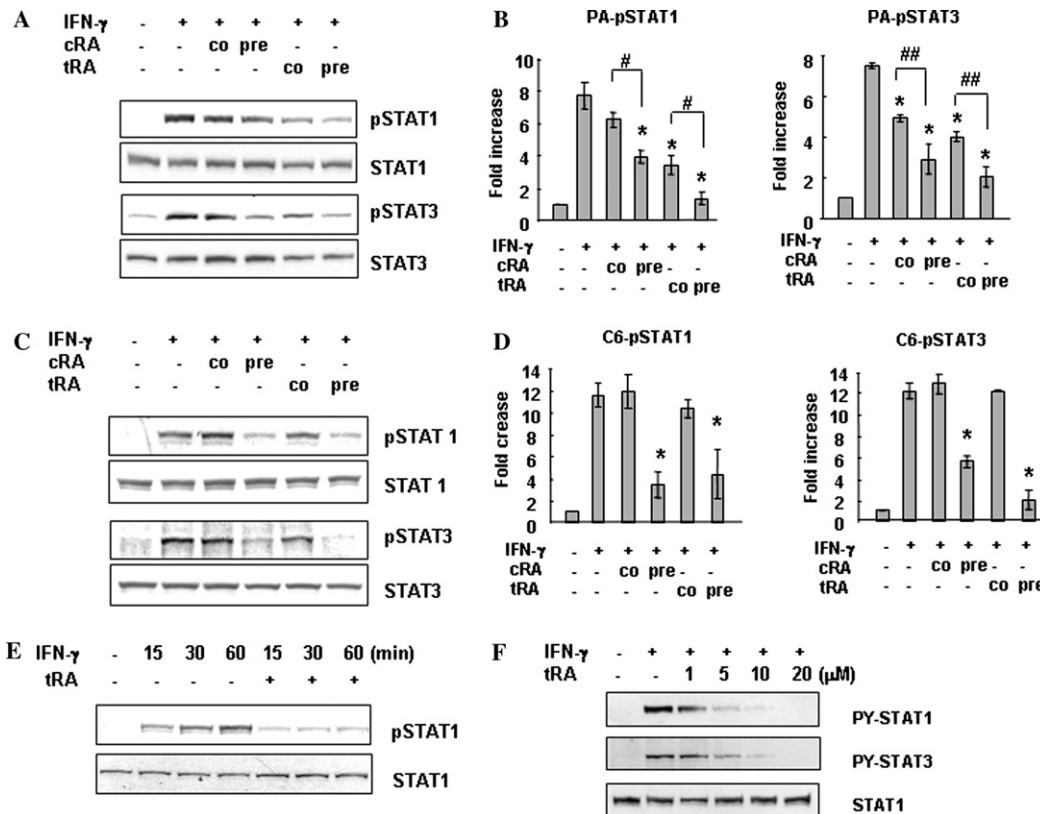 A
IFN-γ - + + + + +
cRA - - co pre - -
tRA - - - - co pre
pSTAT1
STAT1
pSTAT3
STAT3
B
PA-pSTAT1
Fold increase
10
8
6
4
2
0
#
#
* * *
IFN-γ - + + + + +
cRA - - co pre - -
tRA - - - - co pre
PA-pSTAT3
Fold increase
8
6
4
2
0
##
##
* * * *
IFN-γ - + + + + +
cRA - - co pre - -
tRA - - - - co pre
C
IFN-γ - + + + + +
cRA - - co pre - -
tRA - - - - co pre
pSTAT 1
STAT 1
pSTAT3
STAT3
D
C6-pSTAT1
Fold crease
14
12
10
8
6
4
2
0
* *
IFN-γ - + + + + +
cRA - - co pre - -
tRA - - - - co pre
C6-pSTAT3
Fold increase
14
12
10
8
6
4
2
0
* *
IFN-γ - + + + + +
cRA - - co pre - -
tRA - - - - co pre
E
IFN-γ - 15 30 60 15 30 60 (min)
tRA - - - - + + +
pSTAT1
STAT1
F
IFN-γ - + + + + +
tRA - - 1 5 10 20 (μM)
PY-STAT1
PY-STAT3
STAT1